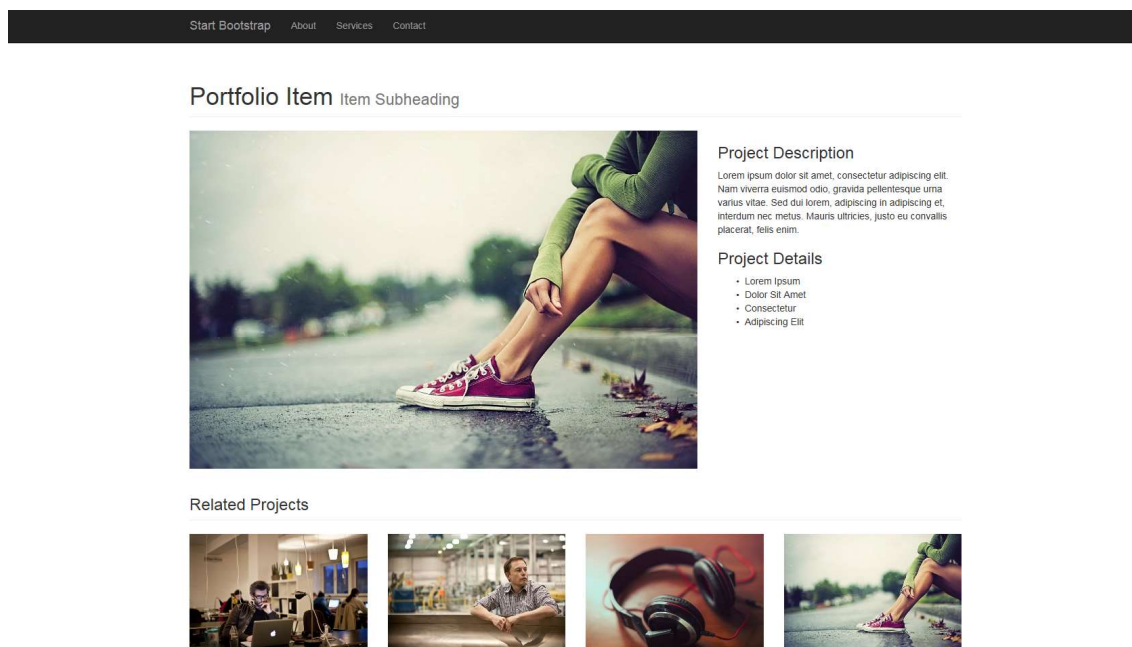 Start Bootstrap About Services Contact
Portfolio Item Item Subheading
Project Description
Lorem ipsum dolor sit amet, consectetur adipiscing elit.
Nam viverra euismod odio, gravida pellentesque urna
varius vitae. Sed dui lorem, adipiscing in adipiscing et,
interdum nec metus. Mauris ultricies, justo eu convallis
placerat, felis enim.
Project Details
• Lorem Ipsum
• Dolor Sit Amet
• Consectetur
• Adipiscing Elit
Related Projects